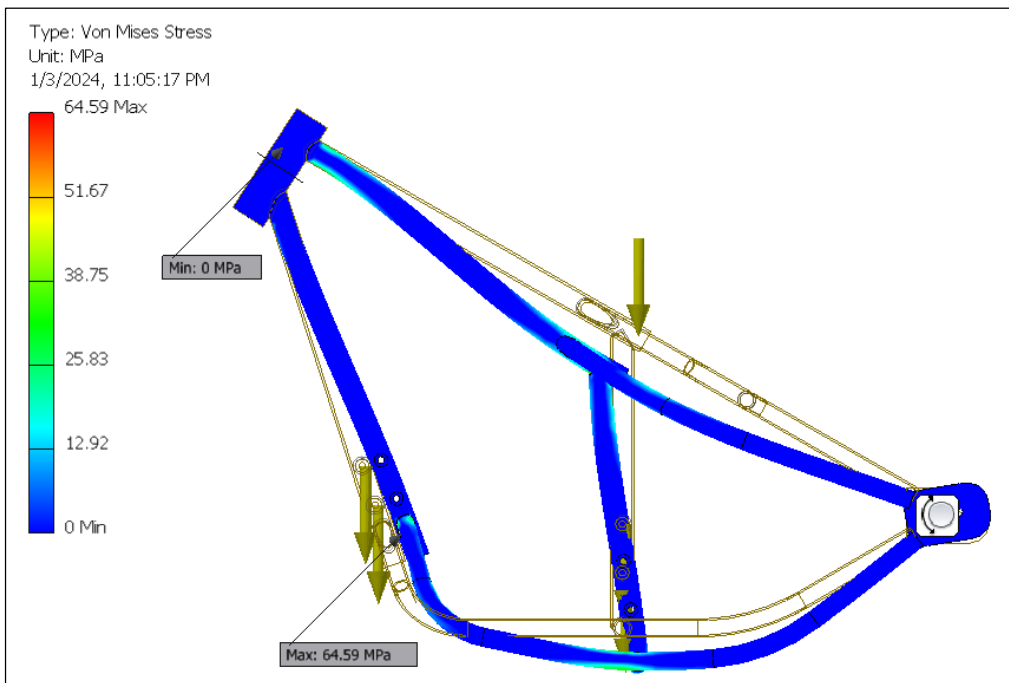 Type: Von Mises Stress
Unit: MPa
1/3/2024, 11:05:17 PM
64.59 Max
51.67
38.75
25.83
12.92
0 Min
Min: 0 MPa
Max: 64.59 MPa